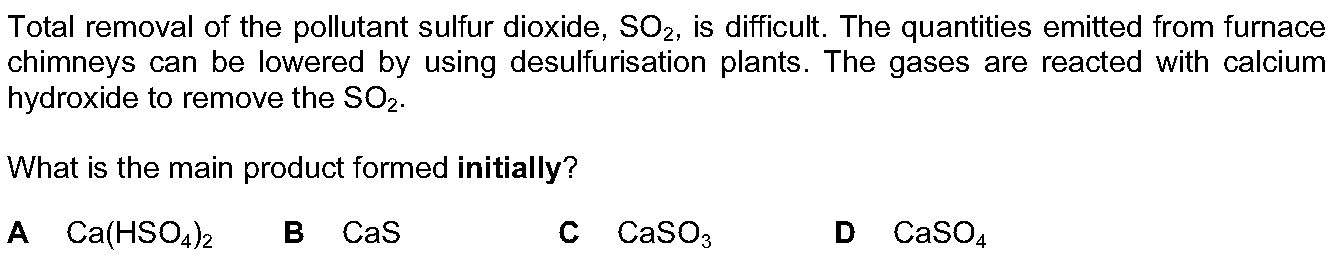 Total removal of the pollutant sulfur dioxide, SO₂, is difficult. The quantities emitted from furnace
chimneys can be lowered by using desulfurisation plants. The gases are reacted with calcium
hydroxide to remove the SO₂.
What is the main product formed initially?
A Ca(HSO₄)₂ B CaS C CaSO₃ D CaSO₄